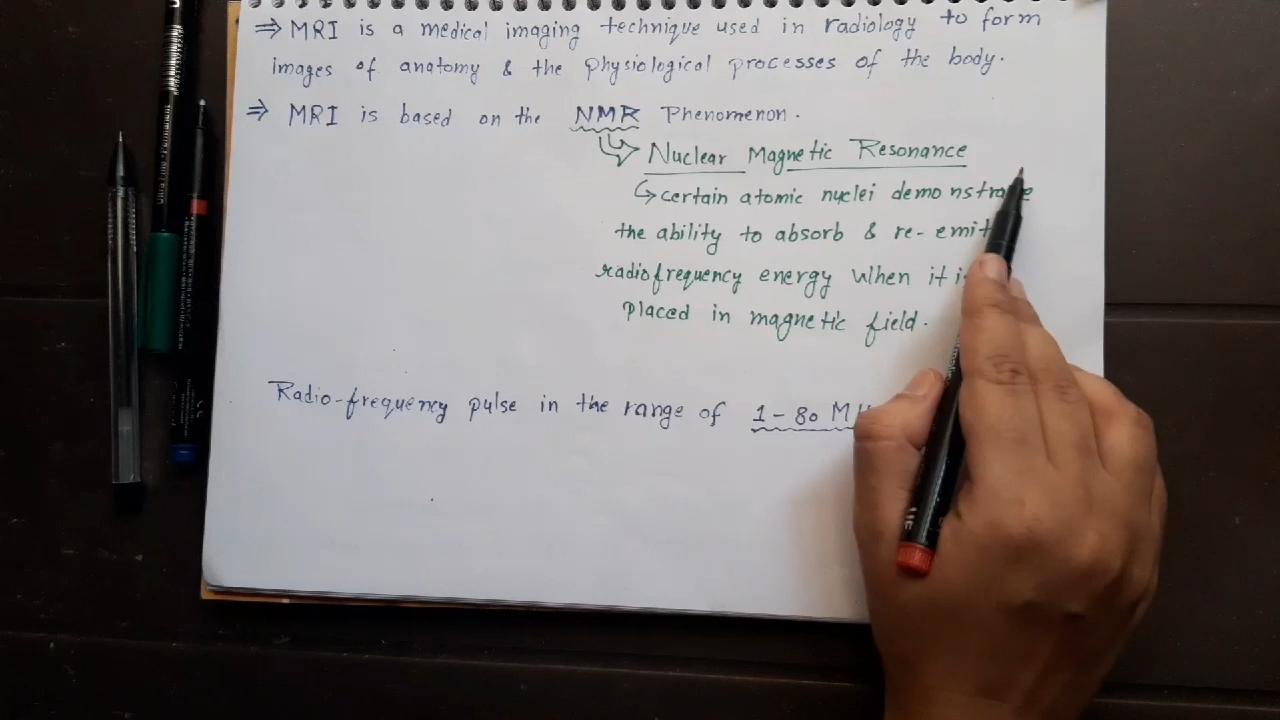 ⇒ MRI is a medical imaging technique used in radiology to form
images of anatomy & the physiological processes of the body.
⇒ MRI is based on the NMR Phenomenon.
Nuclear Magnetic Resonance
↳ certain atomic nuclei demonstrate
the ability to absorb & re-emit
radiofrequency energy when it is
placed in magnetic field.
Radio-frequency pulse in the range of 1-80